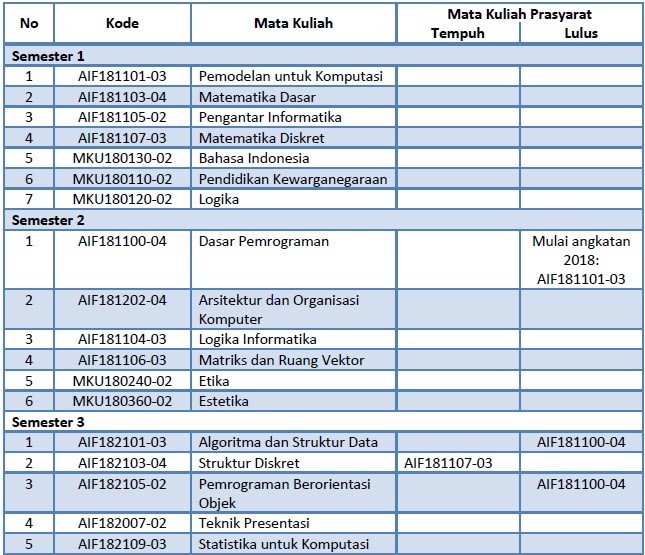 No Kode Mata Kuliah Mata Kuliah Prasyarat
Tempuh Lulus
Semester 1
1 AIF181101-03 Pemodelan untuk Komputasi
2 AIF181103-04 Matematika Dasar
3 AIF181105-02 Pengantar Informatika
4 AIF181107-03 Matematika Diskret
5 MKU180130-02 Bahasa Indonesia
6 MKU180110-02 Pendidikan Kewarganegaraan
7 MKU180120-02 Logika
Semester 2
1 AIF181100-04 Dasar Pemrograman Mulai angkatan
2018:
AIF181101-03
2 AIF181202-04 Arsitektur dan Organisasi
Komputer
3 AIF181104-03 Logika Informatika
4 AIF181106-03 Matriks dan Ruang Vektor
5 MKU180240-02 Etika
6 MKU180360-02 Estetika
Semester 3
1 AIF182101-03 Algoritma dan Struktur Data AIF181100-04
2 AIF182103-04 Struktur Diskret AIF181107-03
3 AIF182105-02 Pemrograman Berorientasi AIF181100-04
Objek
4 AIF182007-02 Teknik Presentasi
5 AIF182109-03 Statistika untuk Komputasi